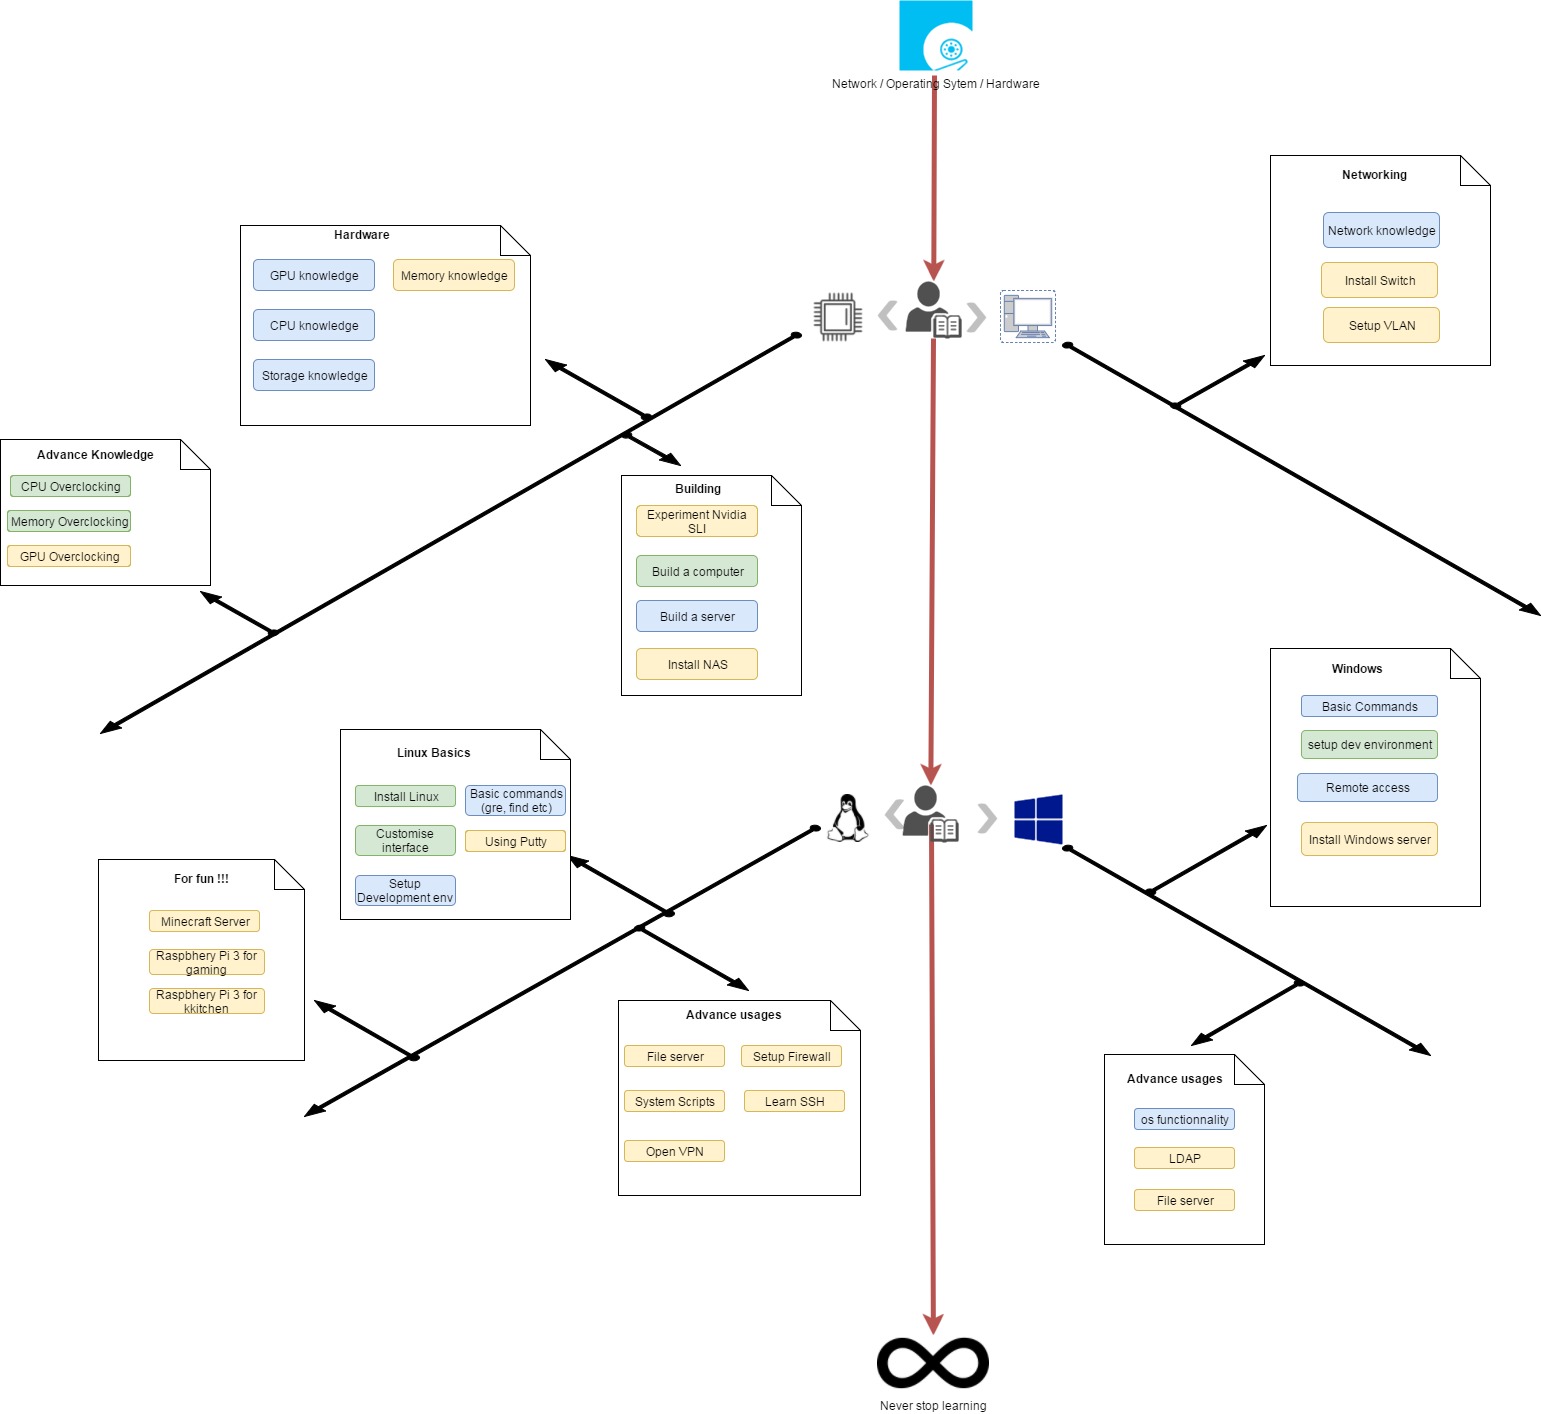 Network / Operating Sytem / Hardware
Networking
Network knowledge
Install Switch
Setup VLAN
Hardware
GPU knowledge
Memory knowledge
CPU knowledge
Storage knowledge
Advance Knowledge
CPU Overclocking
Memory Overclocking
GPU Overclocking
Building
Experiment Nvidia
SLI
Build a computer
Build a server
Install NAS
Windows
Basic Commands
setup dev environment
Remote access
Install Windows server
Linux Basics
Install Linux
Basic commands
(gre, find etc)
Customise
interface
Using Putty
Setup
Development env
For fun !!!
Minecraft Server
Raspbhery Pi 3 for
gaming
Raspbhery Pi 3 for
kkitchen
Advance usages
File server
Setup Firewall
System Scripts
Learn SSH
Open VPN
Advance usages
os functionnality
LDAP
File server
Never stop learning